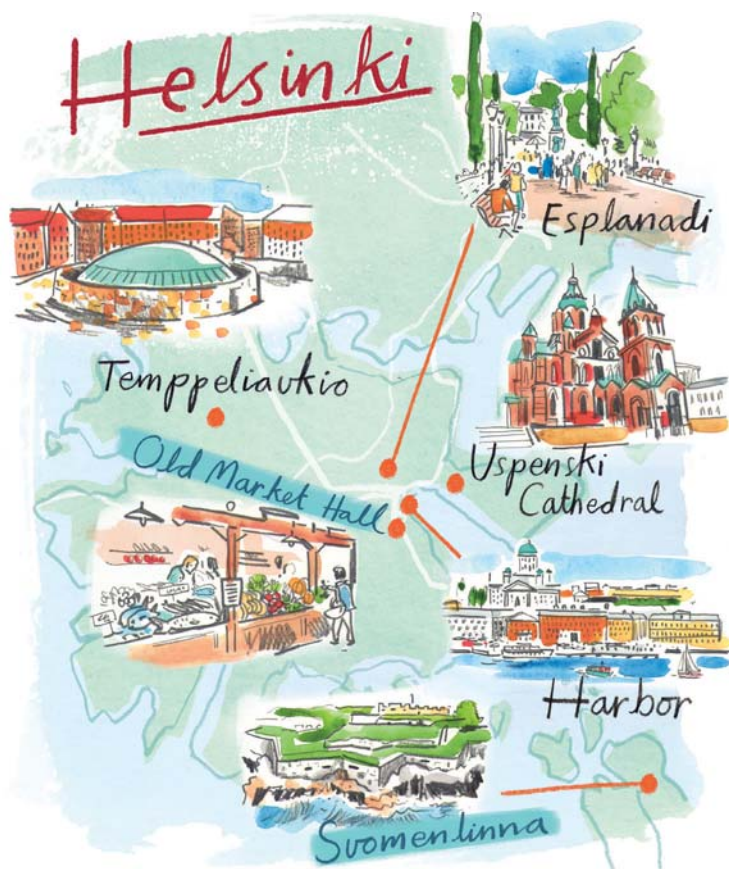 Helsinki
Esplanadi
Temppeliaukio
Old Market Hall
Uspenski
Cathedral
Harbor
Suomenlinna